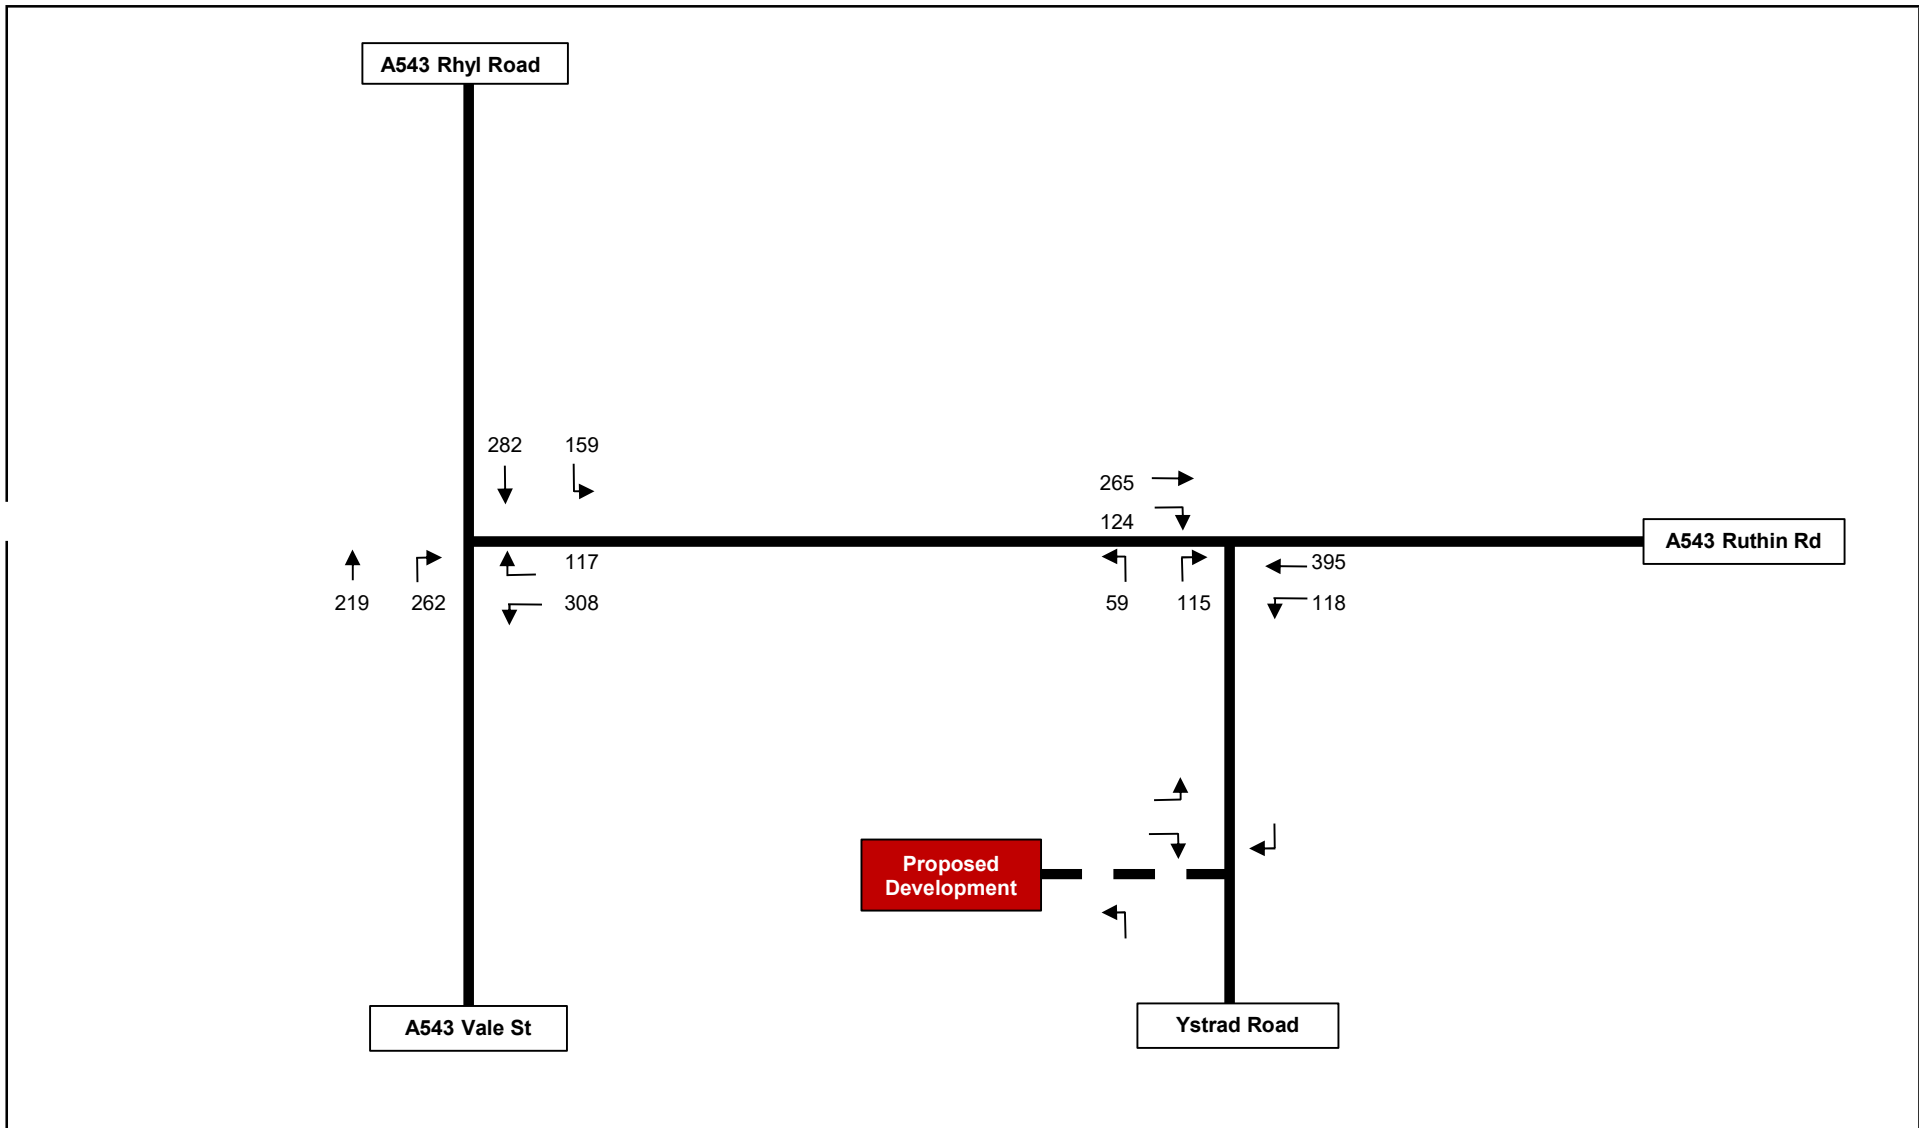 A543 Rhyl Road
282 159
265
124
A543 Ruthin Rd
117
395
219 262 308
59 115 118
Proposed
Development
A543 Vale St
Ystrad Road